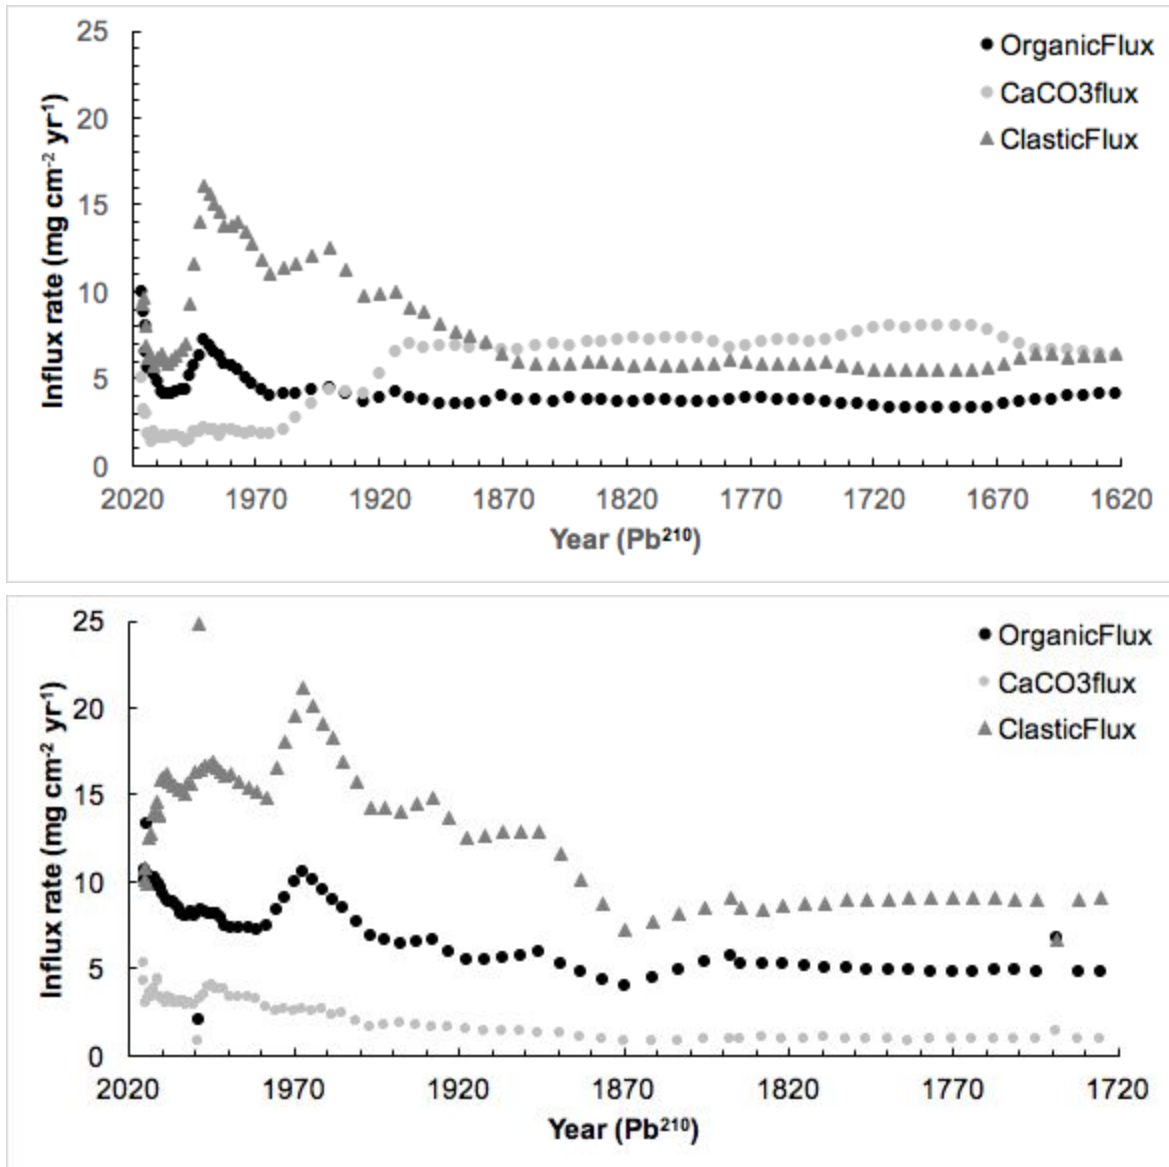 25
20
15
10
5
0
Influx rate (mg cm⁻² yr⁻¹)
OrganicFlux
CaCO3flux
ClasticFlux
2020 1970 1920 1870 1820 1770 1720 1670 1620
Year (Pb²¹⁰)
25
20
15
10
5
0
Influx rate (mg cm⁻² yr⁻¹)
OrganicFlux
CaCO3flux
ClasticFlux
2020 1970 1920 1870 1820 1770 1720
Year (Pb²¹⁰)